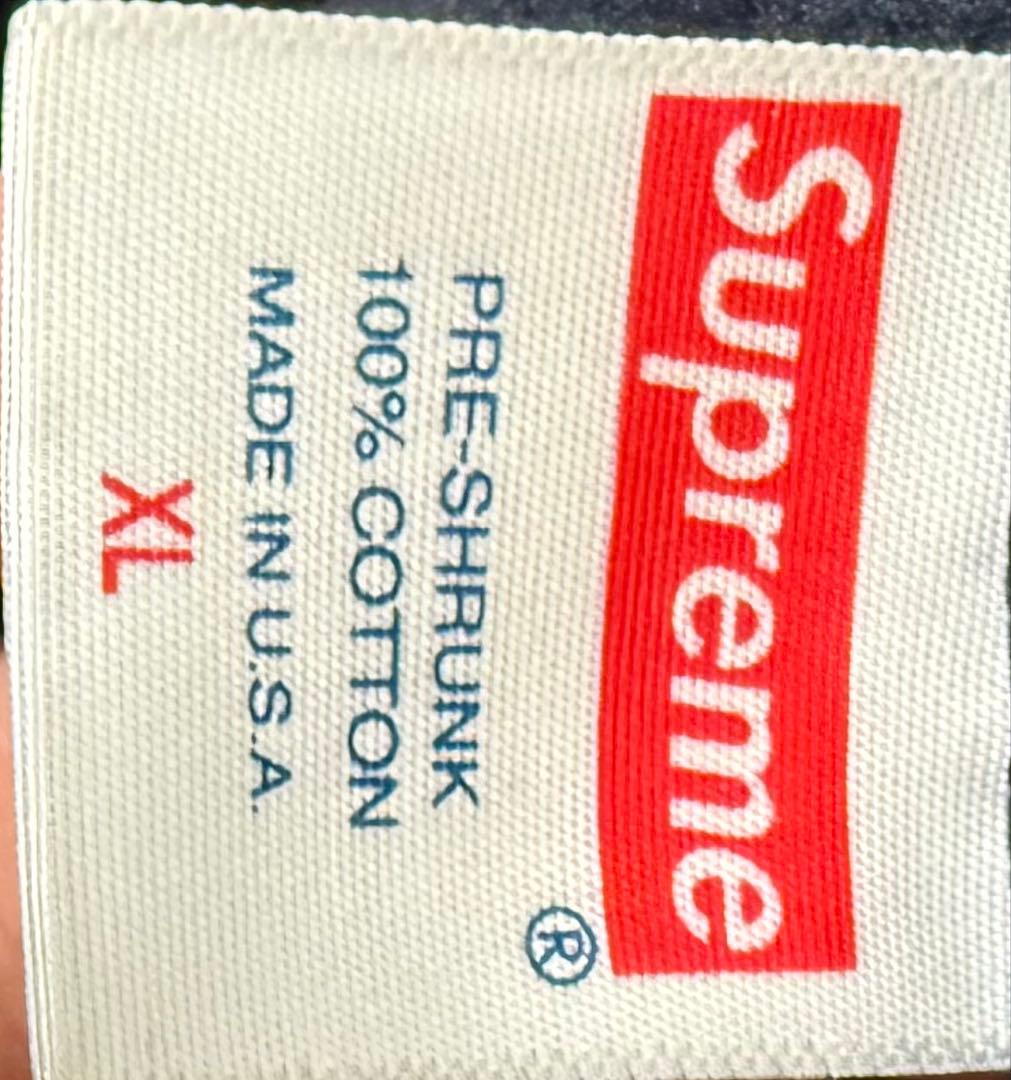 Supreme
®
PRE-SHRUNK
100% COTTON
MADE IN U.S.A.
XL